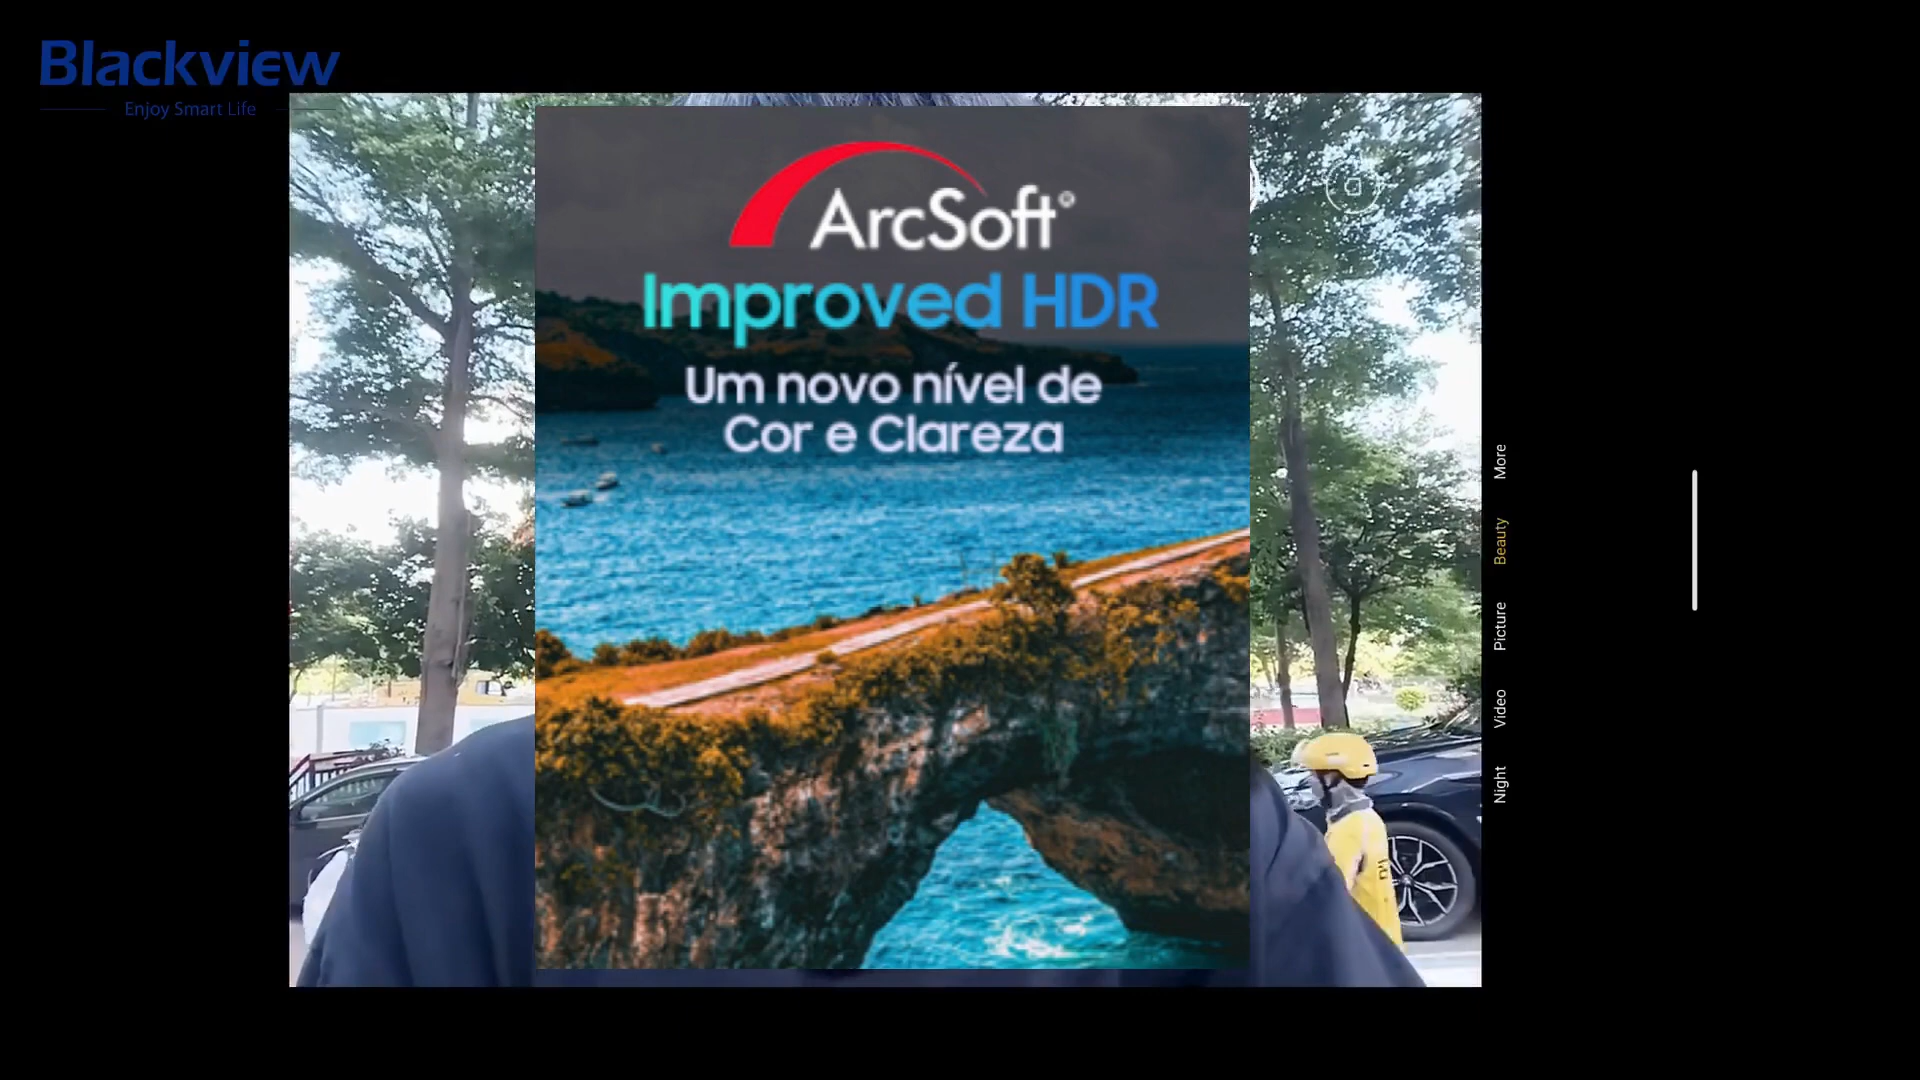 Blackview
Enjoy Smart Life
ArcSoft®
Improved HDR
Um novo nível de
Cor e Clareza
More
Beauty
Picture
Video
Night